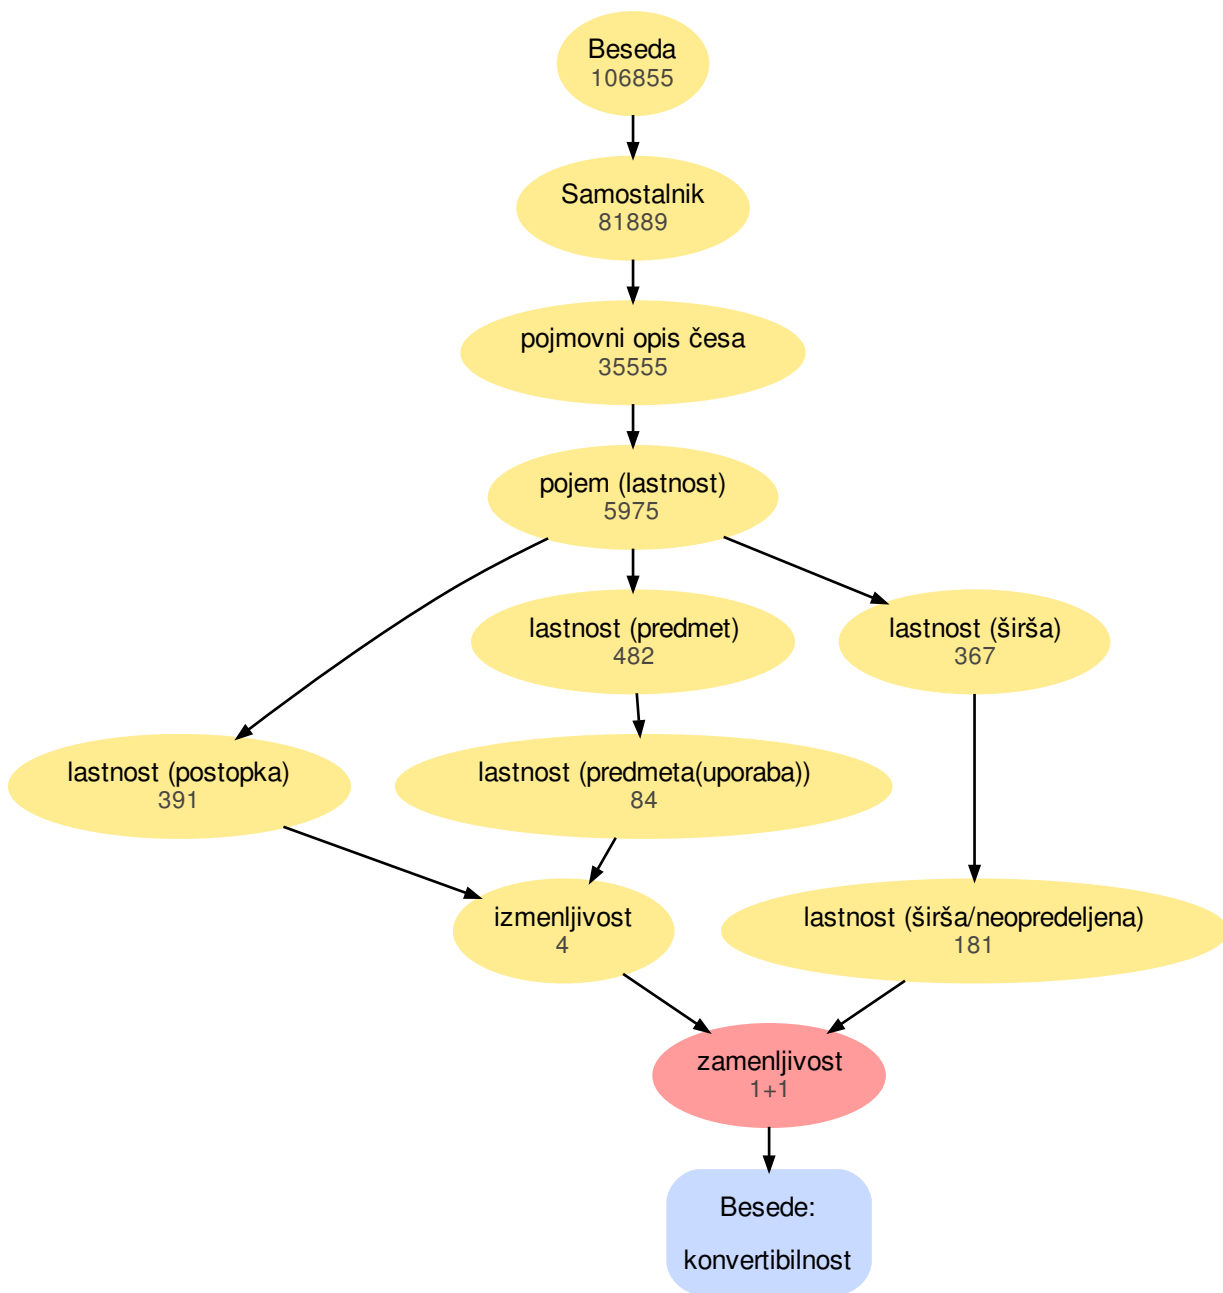 Beseda
106855
Samostalnik
81889
pojmovni opis česa
35555
pojem (lastnost)
5975
lastnost (predmet)
482
lastnost (širša)
367
lastnost (postopka)
391
lastnost (predmeta(uporaba))
84
izmenljivost
4
lastnost (širša/neopredeljena)
181
zamenljivost
1+1
Besede:
konvertibilnost